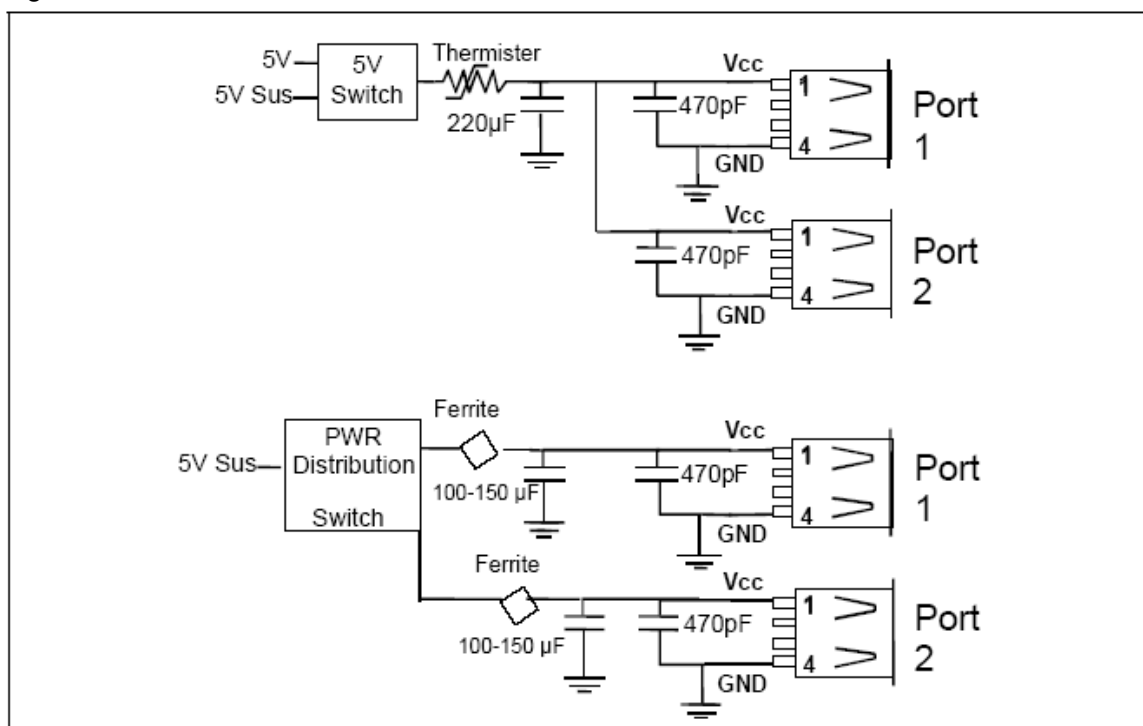 5V
5V Sus
5V
Switch
Thermister
220µF
470pF
Vcc
1
4
GND
Port
1
470pF
Vcc
1
4
GND
Port
2
5V Sus
PWR
Distribution
Switch
Ferrite
100-150 µF
470pF
Vcc
1
4
GND
Port
1
Ferrite
100-150 µF
470pF
Vcc
1
4
GND
Port
2